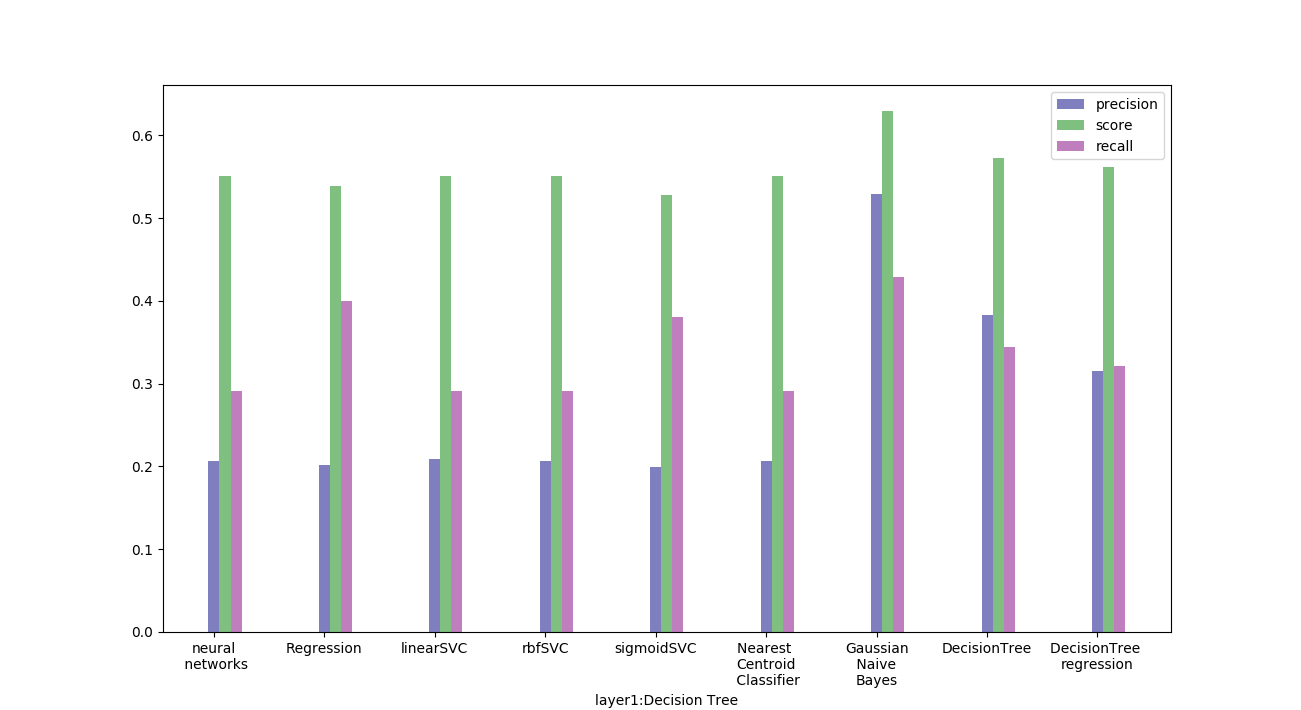 precision
score
recall
0.6
0.5
0.4
0.3
0.2
0.1
0.0
neural
networks
Regression
linearSVC
rbfSVC
sigmoidSVC
Nearest
Centroid
Classifier
Gaussian
Naive
Bayes
DecisionTree
DecisionTree
regression
layer1:Decision Tree